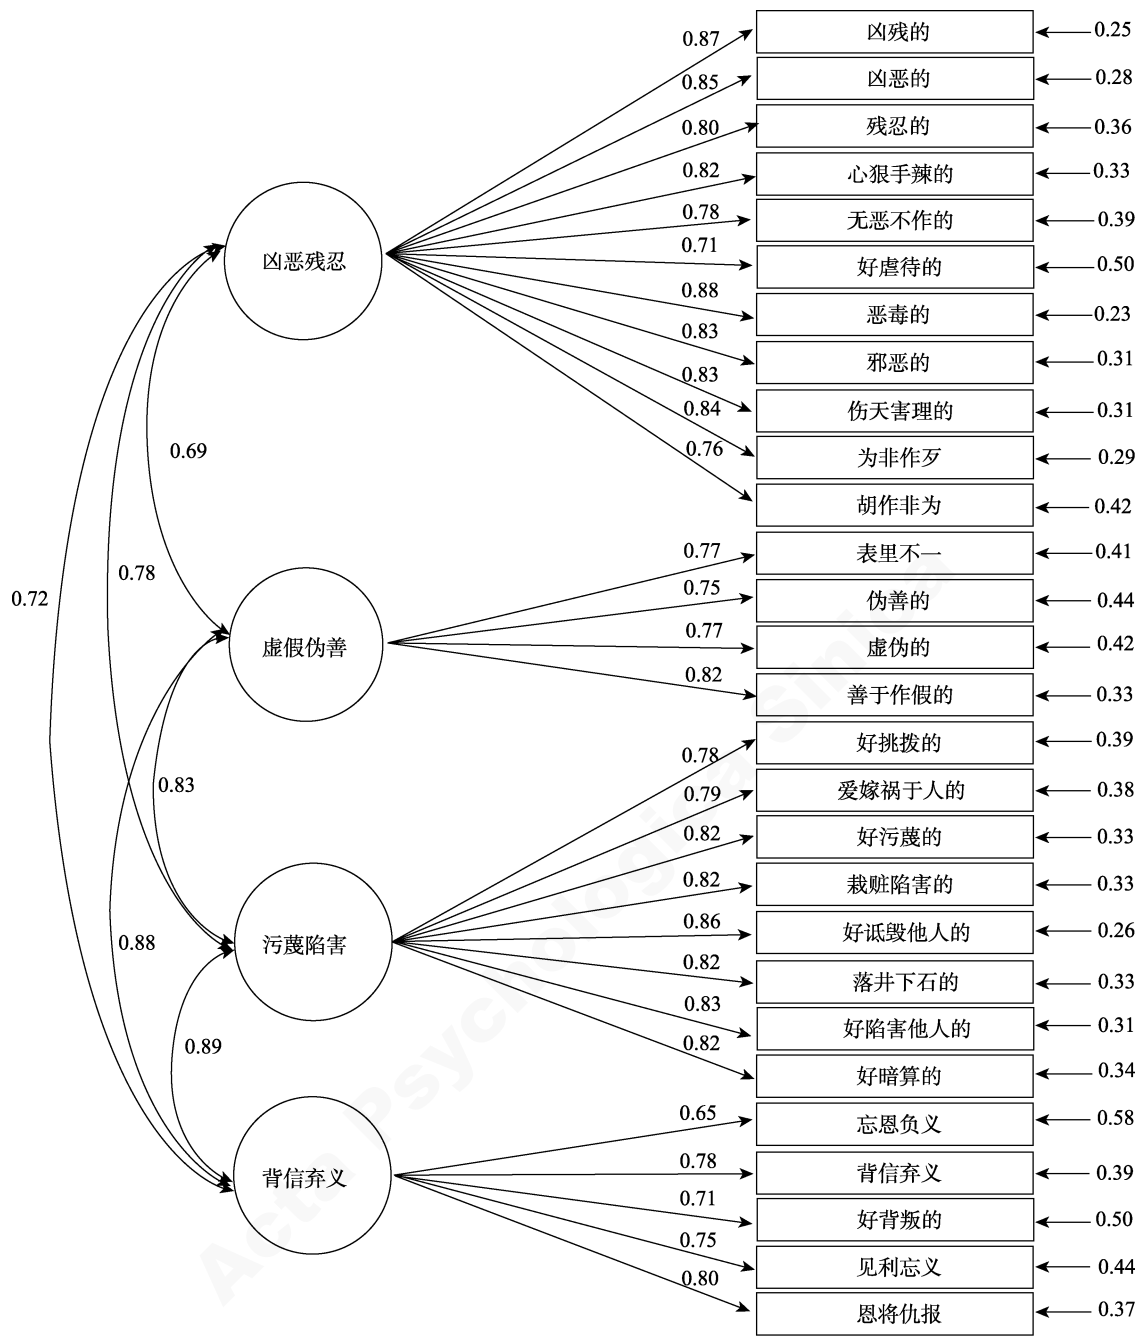 0.87 凶残的 0.25
0.85 凶恶的 0.28
0.80 残忍的 0.36
0.82 心狠手辣的 0.33
0.78 无恶不作的 0.39
0.71 好虐待的 0.50
凶恶残忍
0.88 恶毒的 0.23
0.83 邪恶的 0.31
0.83 伤天害理的 0.31
0.84 为非作歹 0.29
0.76 胡作非为 0.42
0.69
0.78
0.72
0.77 表里不一 0.41
0.75 伪善的 0.44
虚假伪善
0.77 虚伪的 0.42
0.82 善于作假的 0.33
0.83
0.88
0.78 好挑拨的 0.39
0.79 爱嫁祸于人的 0.38
0.82 好污蔑的 0.33
0.82 栽赃陷害的 0.33
污蔑陷害
0.86 好诋毁他人的 0.26
0.82 落井下石的 0.33
0.83 好陷害他人的 0.31
0.82 好暗算的 0.34
0.89
0.65 忘恩负义 0.58
背信弃义
0.78 背信弃义 0.39
0.71 好背叛的 0.50
0.75 见利忘义 0.44
0.80 恩将仇报 0.37
Acta Psychologica Sinica